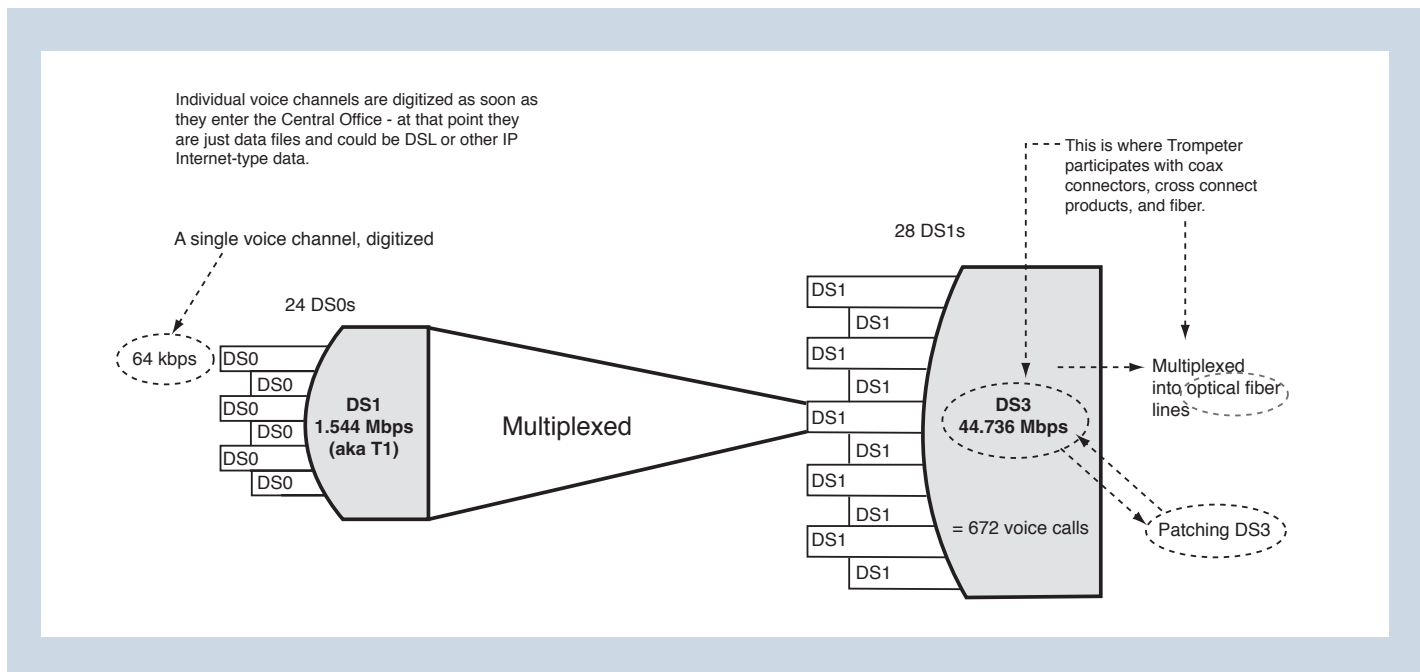 Individual voice channels are digitized as soon as
they enter the Central Office - at that point they
are just data files and could be DSL or other IP
Internet-type data.
A single voice channel, digitized
24 DS0s
64 kbps
DS0
DS0
DS0
DS0
DS0
DS0
DS1
1.544 Mbps
(aka T1)
Multiplexed
28 DS1s
DS1
DS1
DS1
DS1
DS1
DS1
DS1
DS1
DS1
DS1
This is where Trompeter
participates with coax
connectors, cross connect
products, and fiber.
DS3
44.736 Mbps
= 672 voice calls
Multiplexed
into optical fiber
lines
Patching DS3